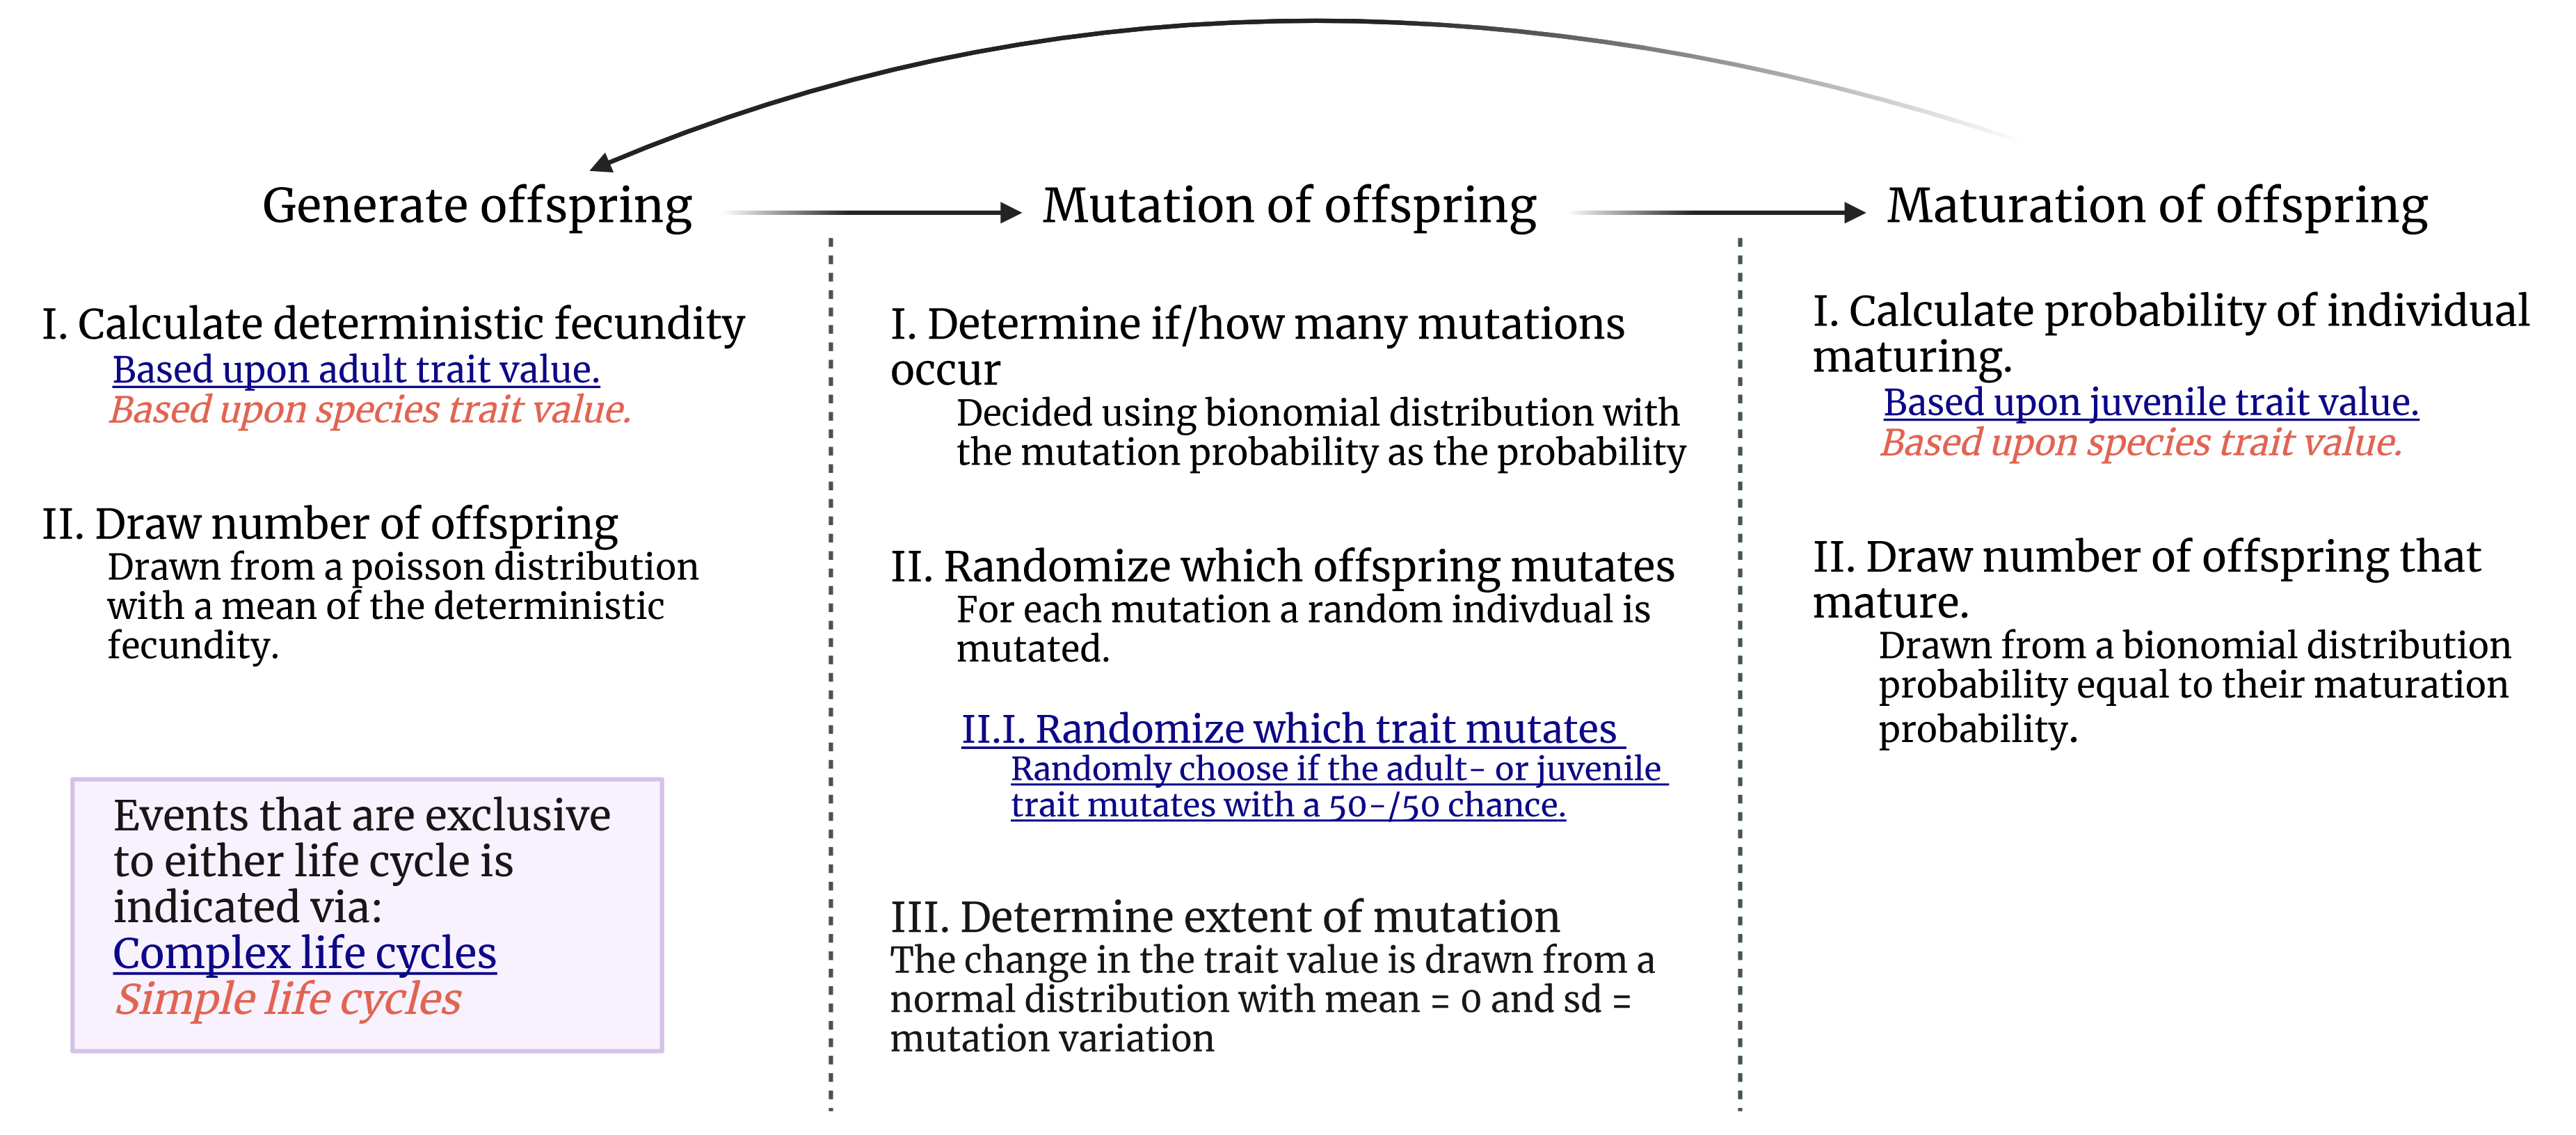 Generate offspring
I. Calculate deterministic fecundity
Based upon adult trait value.
Based upon species trait value.
II. Draw number of offspring
Drawn from a poisson distribution
with a mean of the deterministic
fecundity.
Events that are exclusive
to either life cycle is
indicated via:
Complex life cycles
Simple life cycles
Mutation of offspring
I. Determine if/how many mutations
occur
Decided using bionomial distribution with
the mutation probability as the probability
II. Randomize which offspring mutates
For each mutation a random indivdual is
mutated.
II.I. Randomize which trait mutates
Randomly choose if the adult- or juvenile
trait mutates with a 50-/50 chance.
III. Determine extent of mutation
The change in the trait value is drawn from a
normal distribution with mean = 0 and sd =
mutation variation
Maturation of offspring
I. Calculate probability of individual
maturing.
Based upon juvenile trait value.
Based upon species trait value.
II. Draw number of offspring that
mature.
Drawn from a bionomial distribution
probability equal to their maturation
probability.